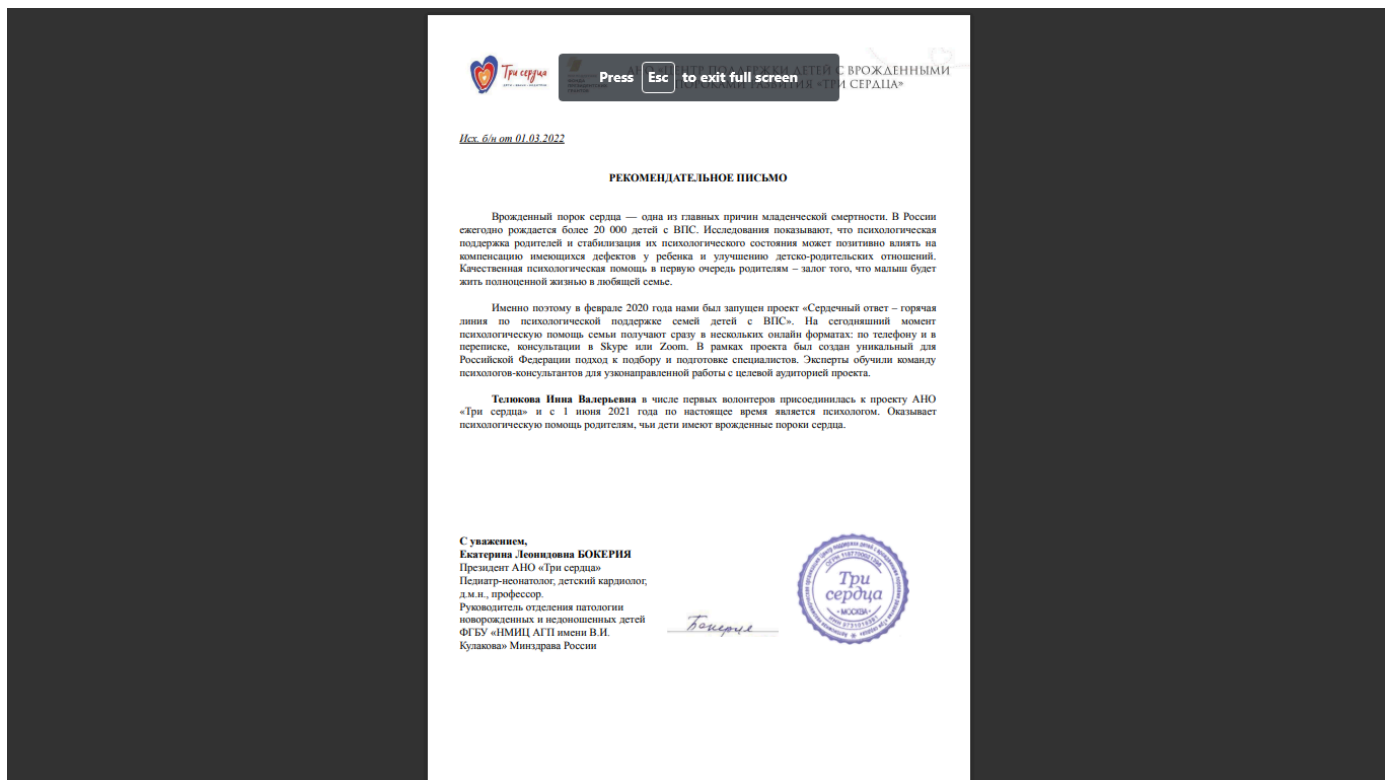 Три сердца
Press Esc to exit full screen
ДЕТЕЙ С ВРОЖДЕННЫМИ
РАЗВИТИЯ «ТРИ СЕРДЦА»
Исх. б/н от 01.03.2022
РЕКОМЕНДАТЕЛЬНОЕ ПИСЬМО
Врожденный порок сердца — одна из главных причин младенческой смертности. В России
ежегодно рождается более 20 000 детей с ВПС. Исследования показывают, что психологическая
поддержка родителей и стабилизация их психологического состояния может позитивно влиять на
компенсацию имеющихся дефектов у ребенка и улучшению детско-родительских отношений.
Качественная психологическая помощь в первую очередь родителям – залог того, что малыш будет
жить полноценной жизнью в любящей семье.
Именно поэтому в феврале 2020 года нами был запущен проект «Сердечный ответ – горячая
линия по психологической поддержке семей детей с ВПС». На сегодняшний момент
психологическую помощь семьи получают сразу в нескольких онлайн форматах: по телефону и в
переписке, консультации в Skype или Zoom. В рамках проекта был создан уникальный для
Российской Федерации подход к подбору и подготовке специалистов. Эксперты обучили команду
психологов-консультантов для узконаправленной работы с целевой аудиторией проекта.
Телюкова Инна Валерьевна в числе первых волонтеров присоединилась к проекту АНО
«Три сердца» и с 1 июня 2021 года по настоящее время является психологом. Оказывает
психологическую помощь родителям, чьи дети имеют врожденные пороки сердца.
С уважением,
Екатерина Леонидовна БОКЕРИЯ
Президент АНО «Три сердца»
Педиатр-неонатолог, детский кардиолог,
д.м.н., профессор.
Руководитель отделения патологии
новорожденных и недоношенных детей
ФГБУ «НМИЦ АГП имени В.И.
Кулакова» Минздрава России
Бокерия
Три
сердца
• МОСКВА •